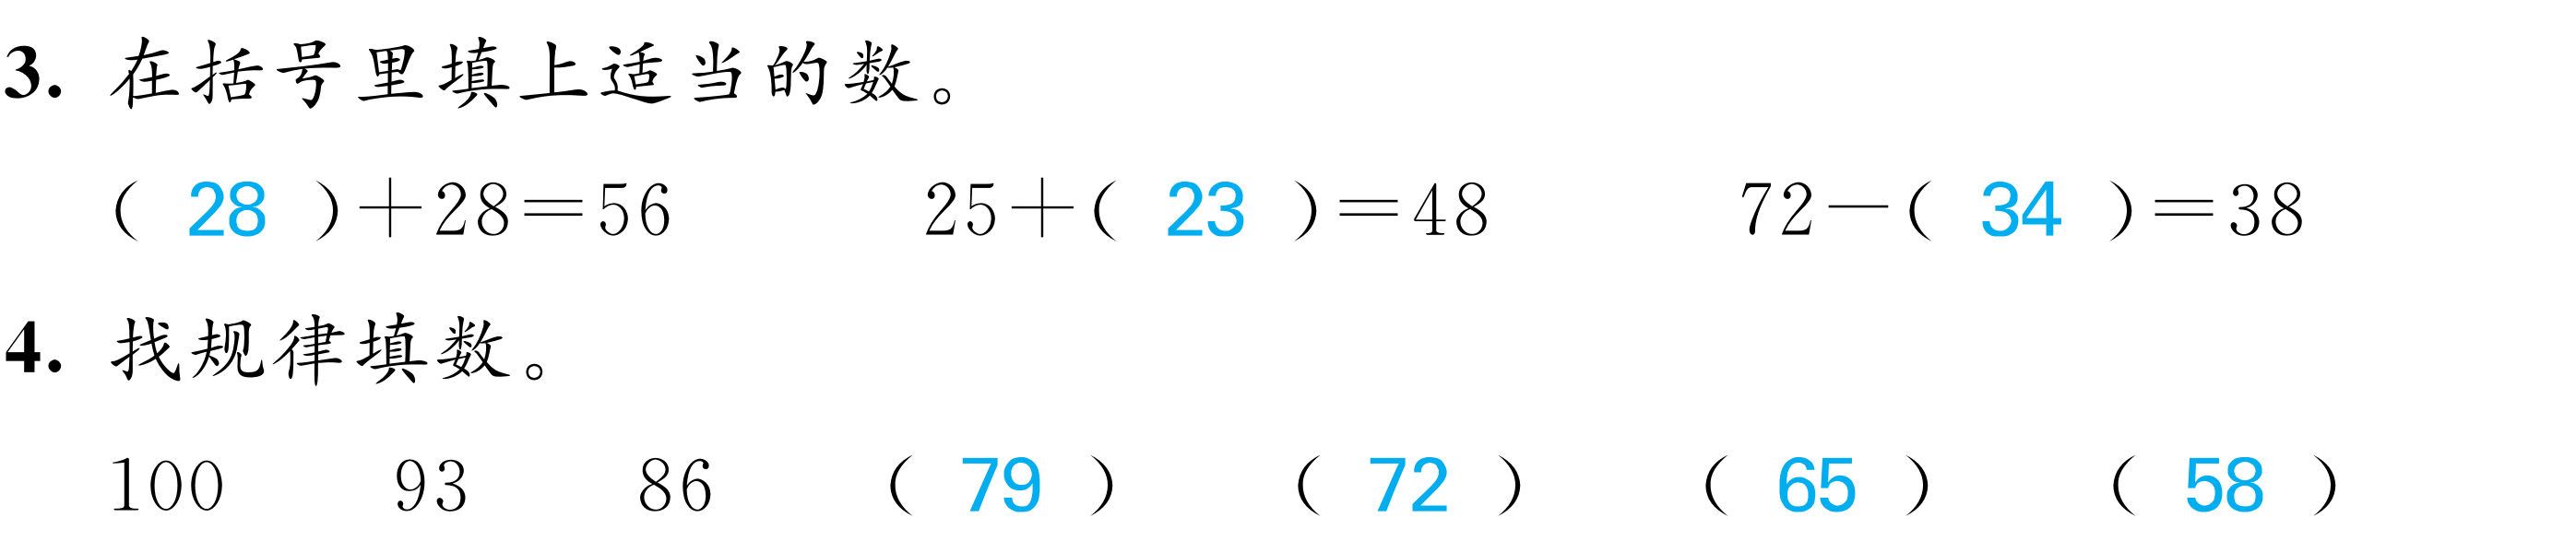 3. 在括号里填上适当的数。
( 28 )+28=56 25+( 23 )=48 72-( 34 )=38
4. 找规律填数。
100 93 86 ( 79 ) ( 72 ) ( 65 ) ( 58 )